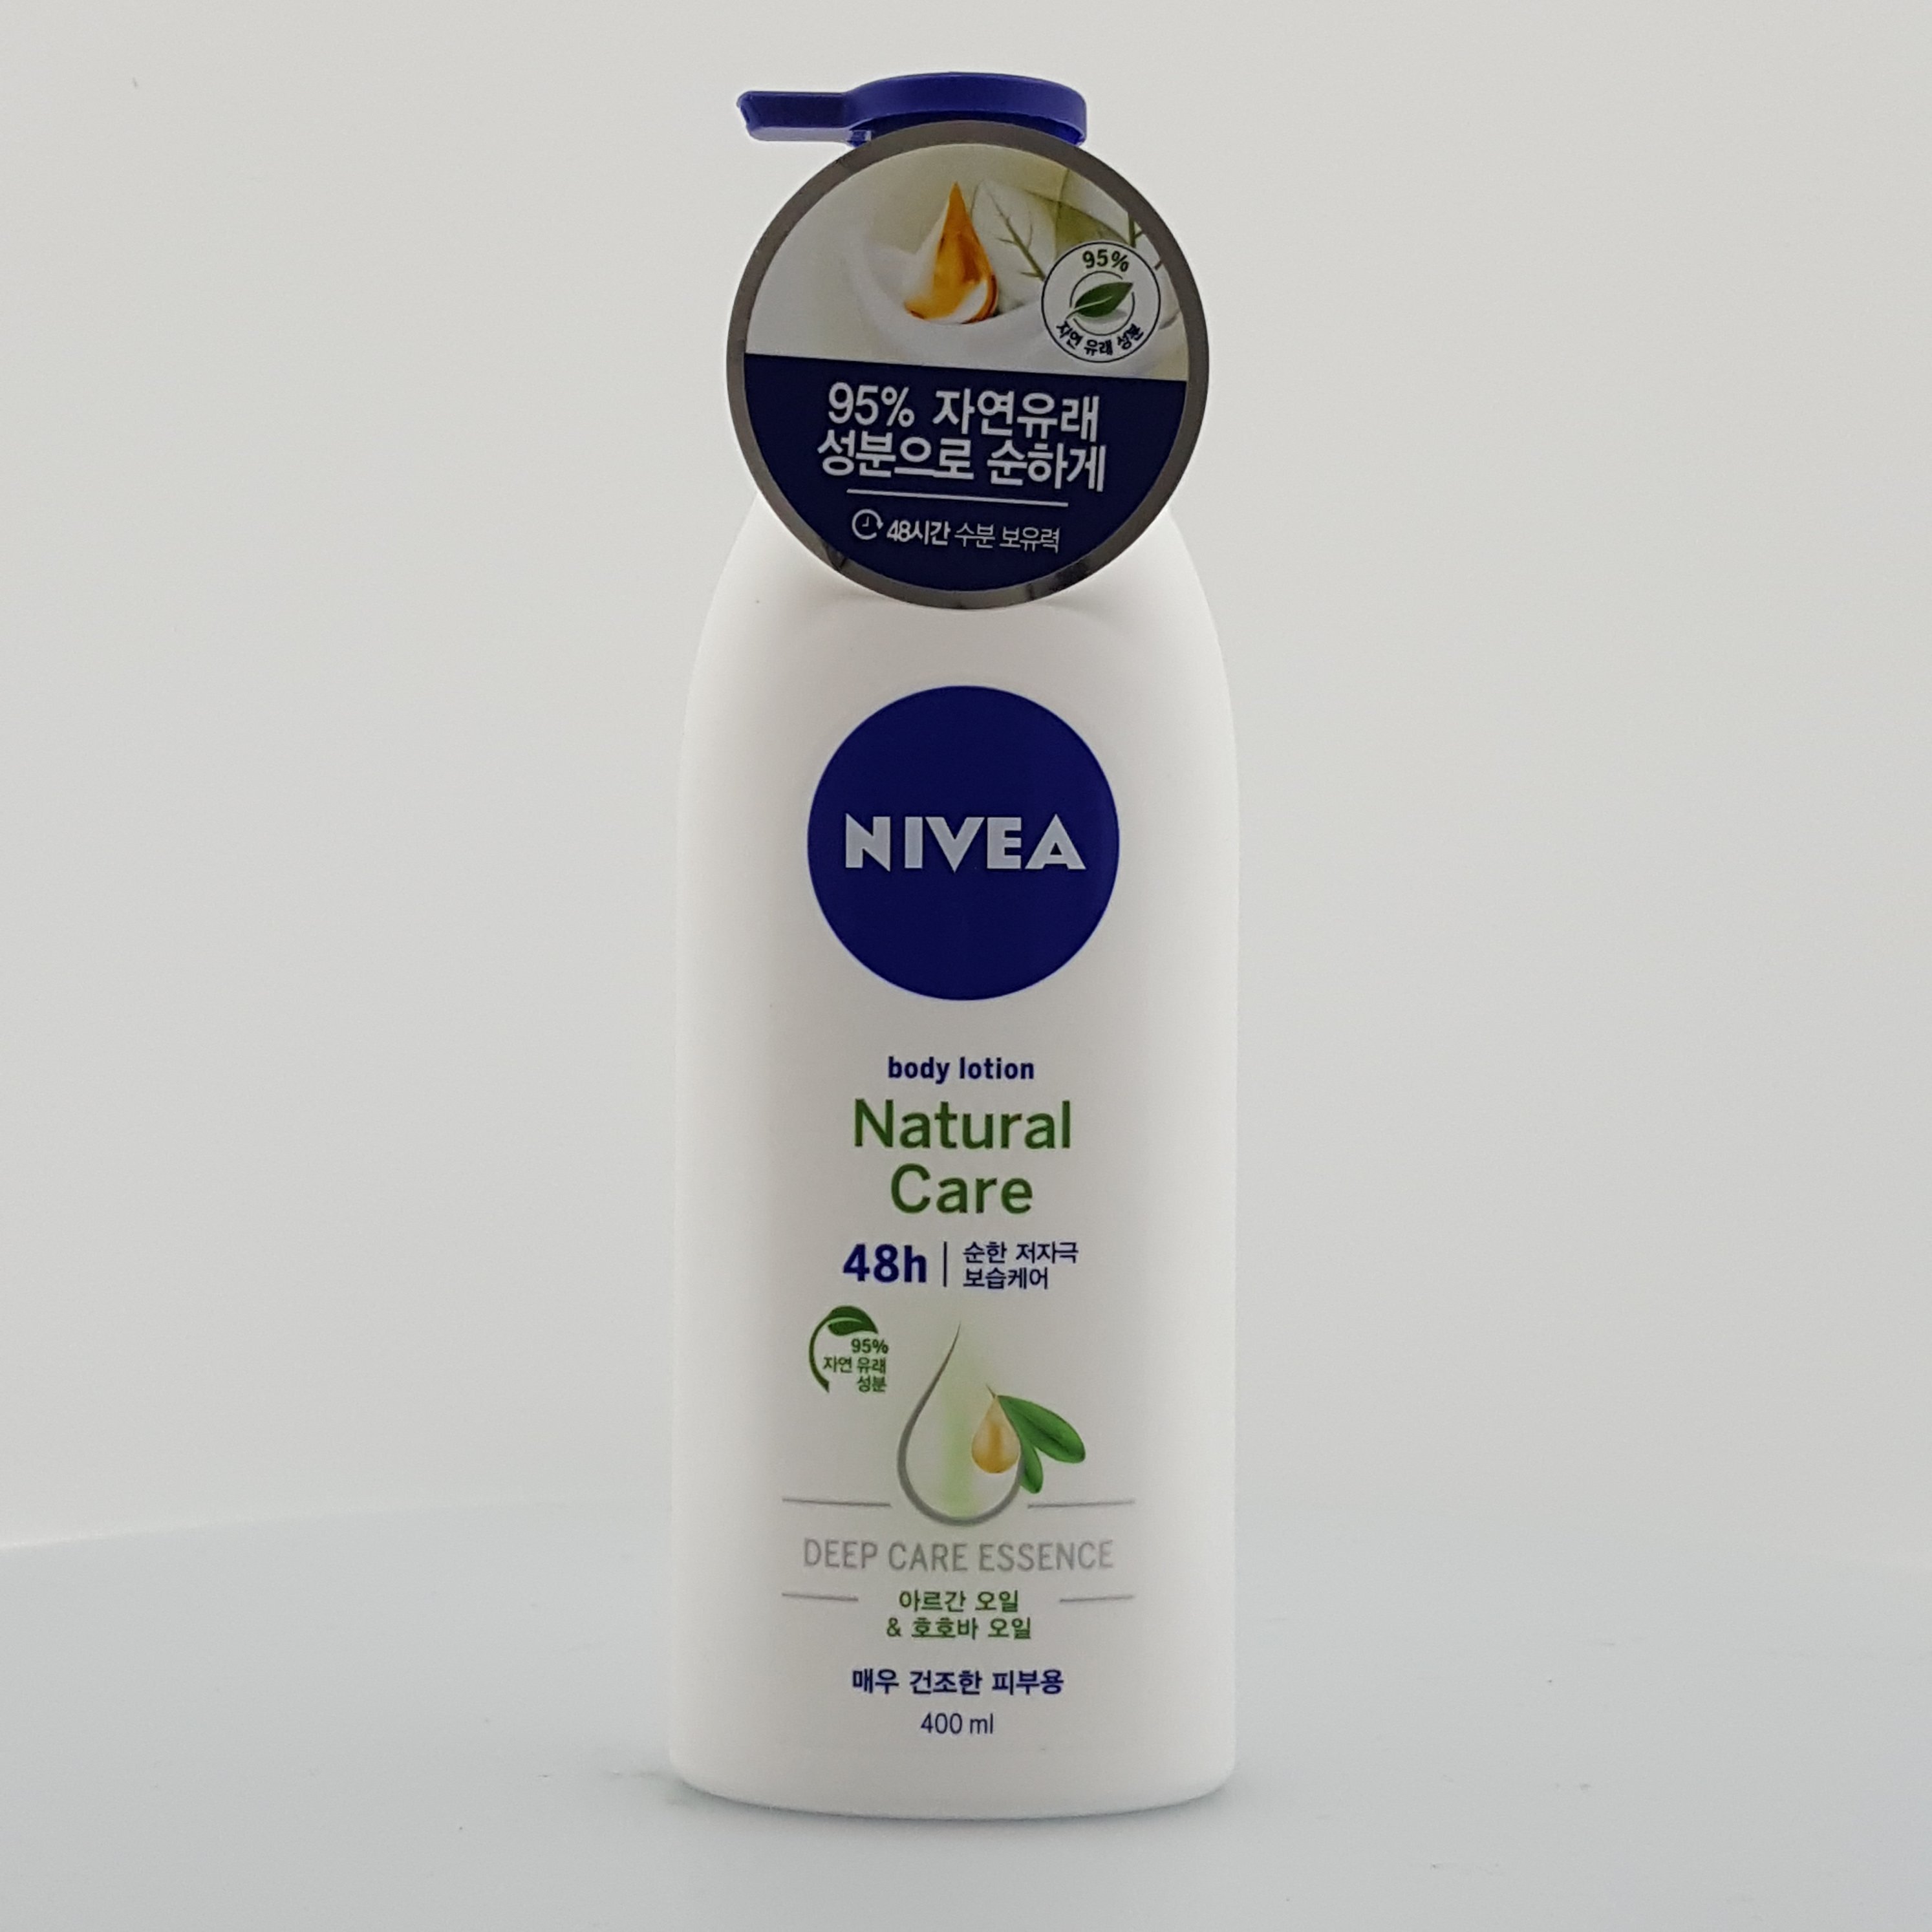 95%
자연 유래 성분
95% 자연유래
성분으로 순하게
48시간 수분 보유력
NIVEA
body lotion
Natural
Care
48h
순한 저자극
보습케어
95%
자연 유래
성분
DEEP CARE ESSENCE
아르간 오일
& 호호바 오일
매우 건조한 피부용
400 ml